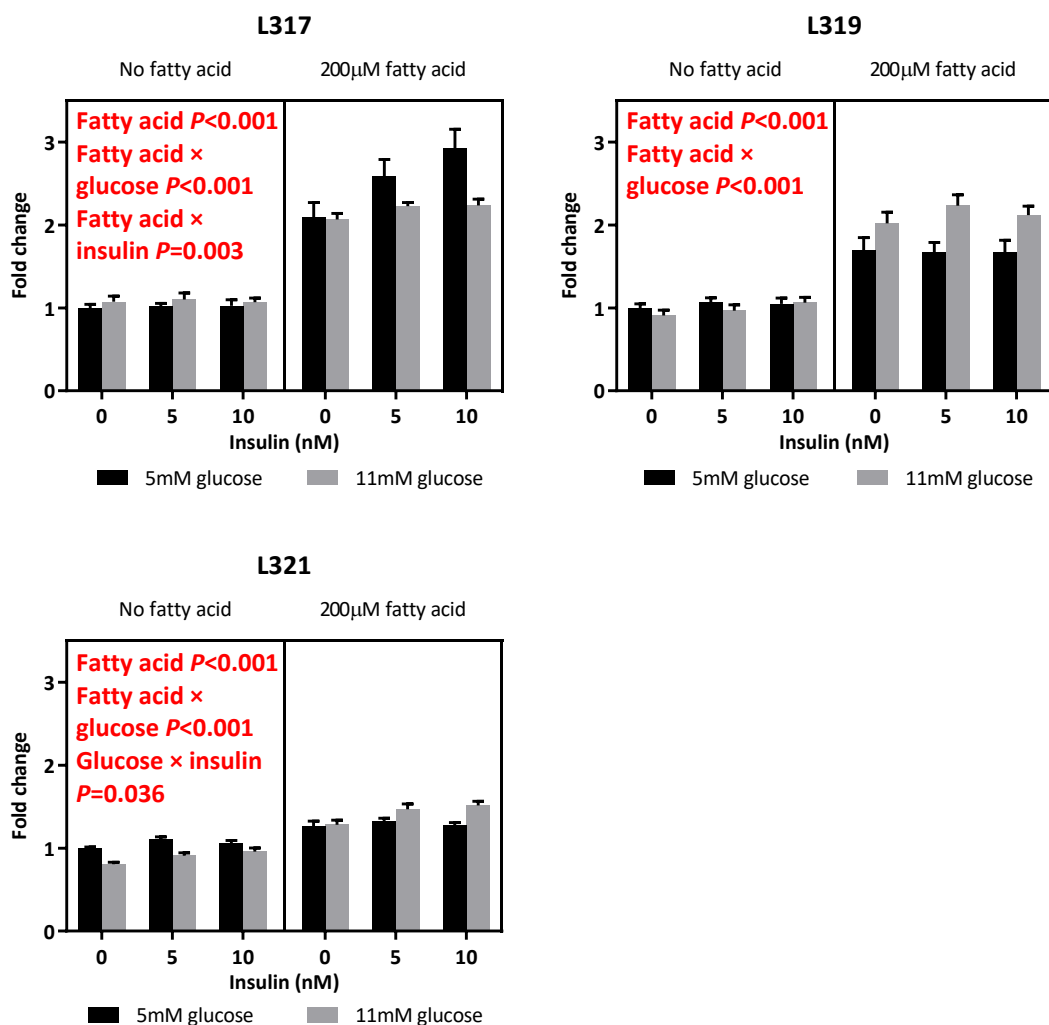 L317
No fatty acid
200μM fatty acid
Fold change
3
2
1
0
Fatty acid P<0.001
Fatty acid ×
glucose P<0.001
Fatty acid ×
insulin P=0.003
0 5 10 0 5 10
Insulin (nM)
5mM glucose 11mM glucose
L319
No fatty acid
200μM fatty acid
Fold change
3
2
1
0
Fatty acid P<0.001
Fatty acid ×
glucose P<0.001
0 5 10 0 5 10
Insulin (nM)
5mM glucose 11mM glucose
L321
No fatty acid
200μM fatty acid
Fold change
3
2
1
0
Fatty acid P<0.001
Fatty acid ×
glucose P<0.001
Glucose × insulin
P=0.036
0 5 10 0 5 10
Insulin (nM)
5mM glucose 11mM glucose